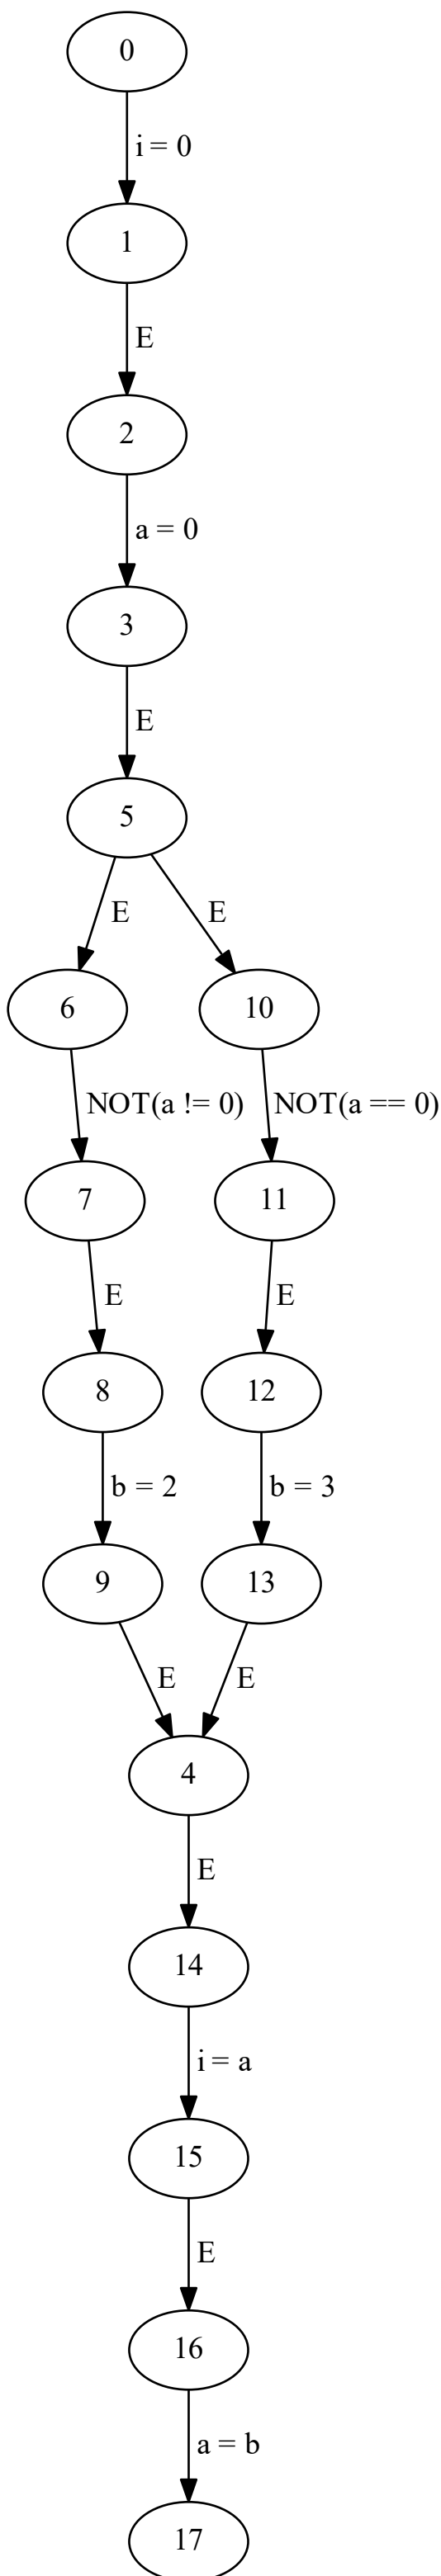 0
i = 0
1
E
2
a = 0
3
E
5
E E
6 10
NOT(a != 0) NOT(a == 0)
7 11
E E
8 12
b = 2 b = 3
9 13
E E
4
E
14
i = a
15
E
16
a = b
17